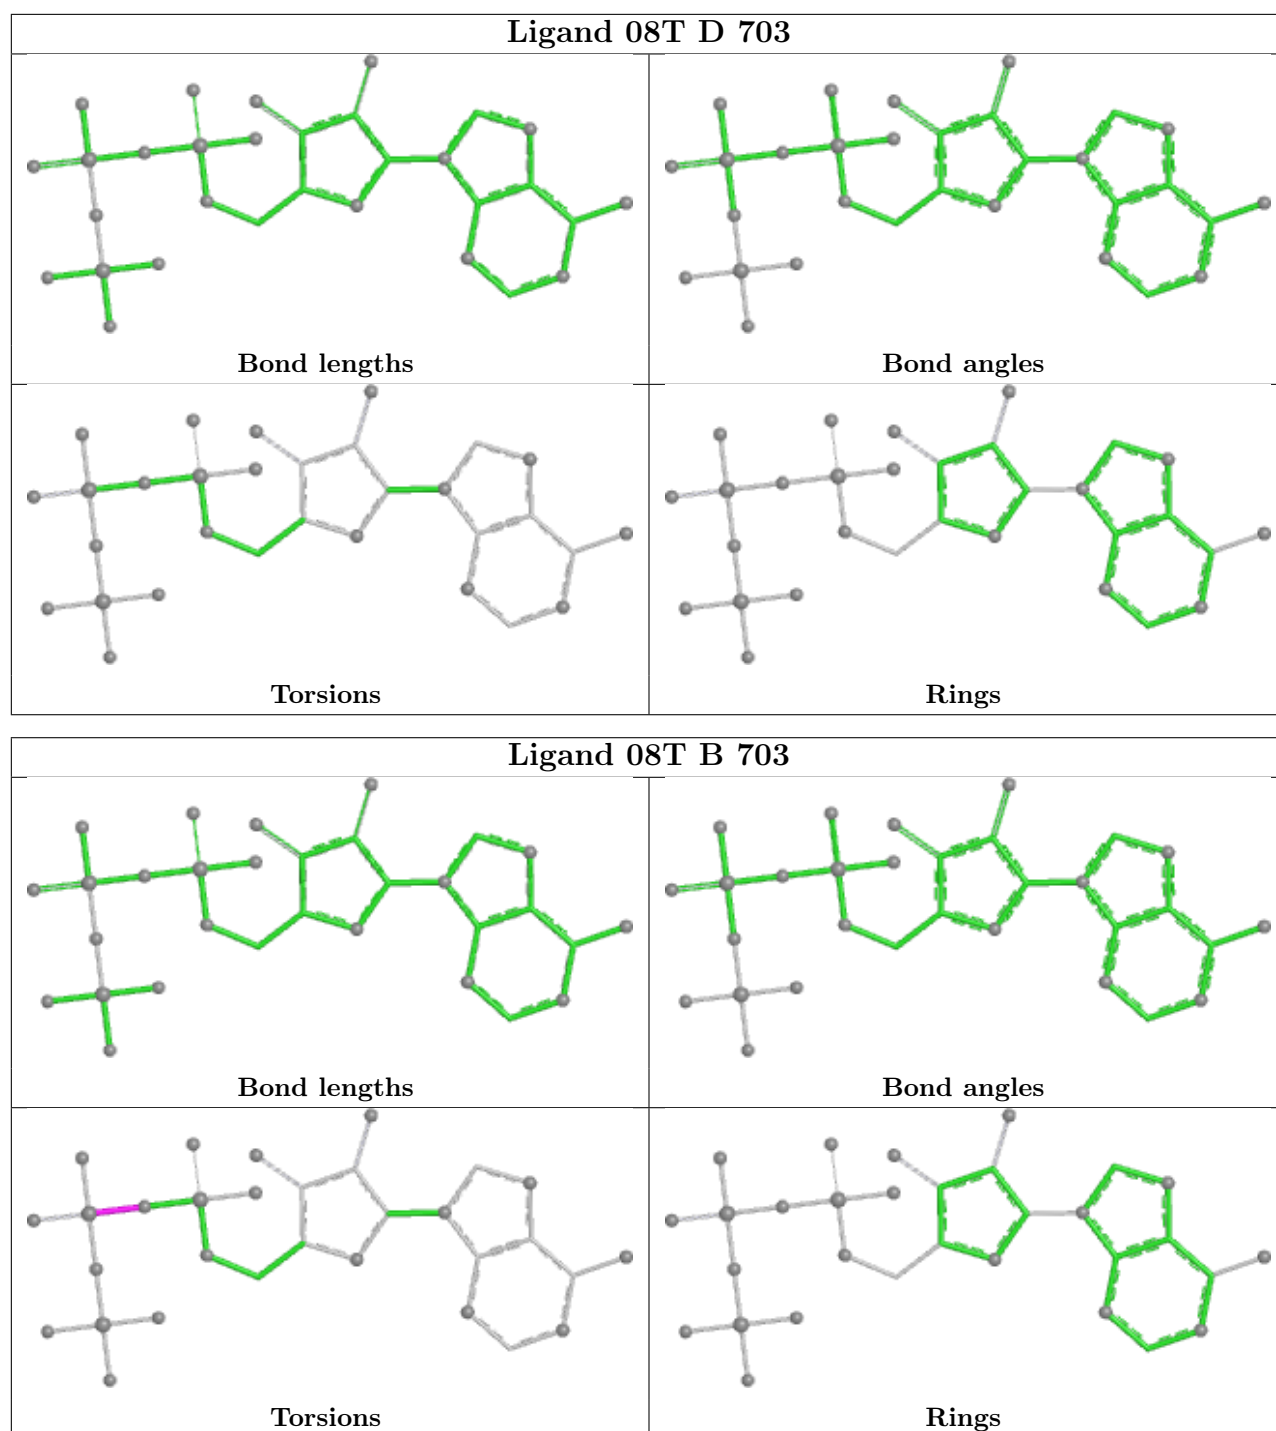 Ligand 08T D 703
Bond lengths
Bond angles
Torsions
Rings
Ligand 08T B 703
Bond lengths
Bond angles
Torsions
Rings